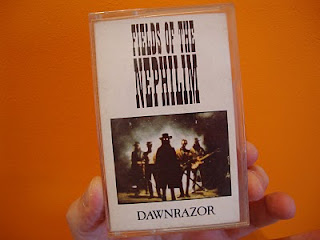 FIELDS OF THE
NEPHILIM
DAWNRAZOR